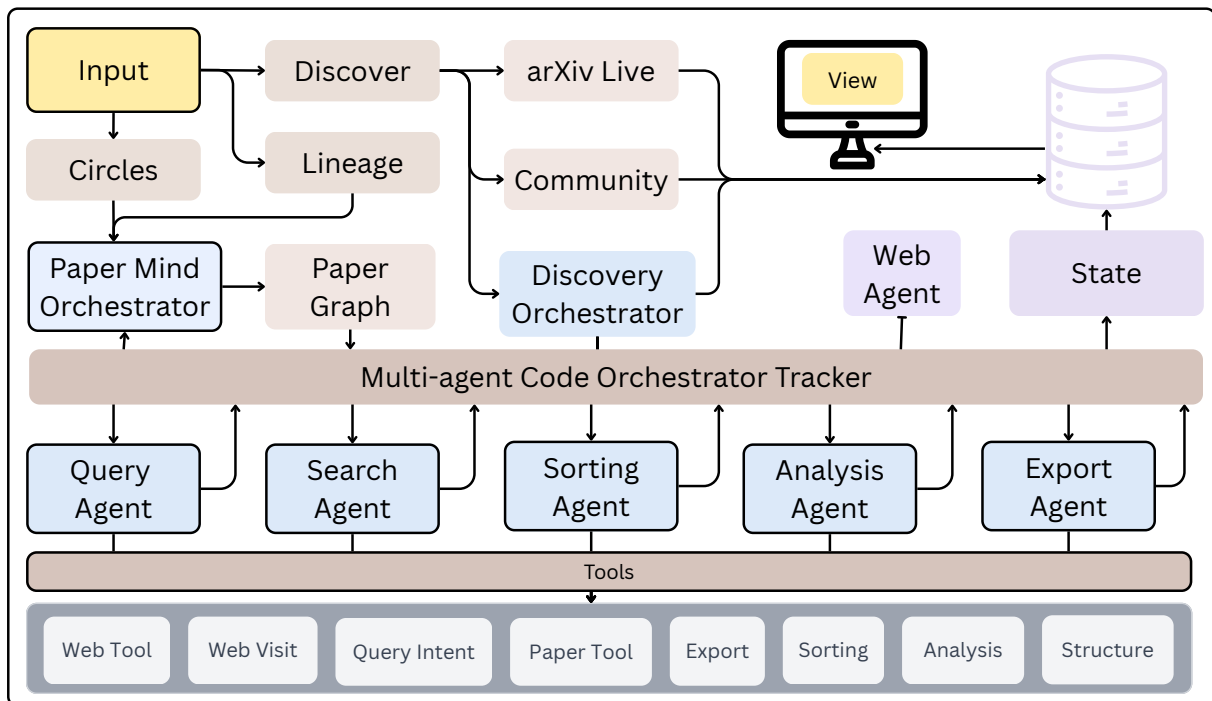 Input
Discover
arXiv Live
View
Circles
Lineage
Community
Paper Mind
Orchestrator
Paper
Graph
Discovery
Orchestrator
Web
Agent
State
Multi-agent Code Orchestrator Tracker
Query
Agent
Search
Agent
Sorting
Agent
Analysis
Agent
Export
Agent
Tools
Web Tool
Web Visit
Query Intent
Paper Tool
Export
Sorting
Analysis
Structure